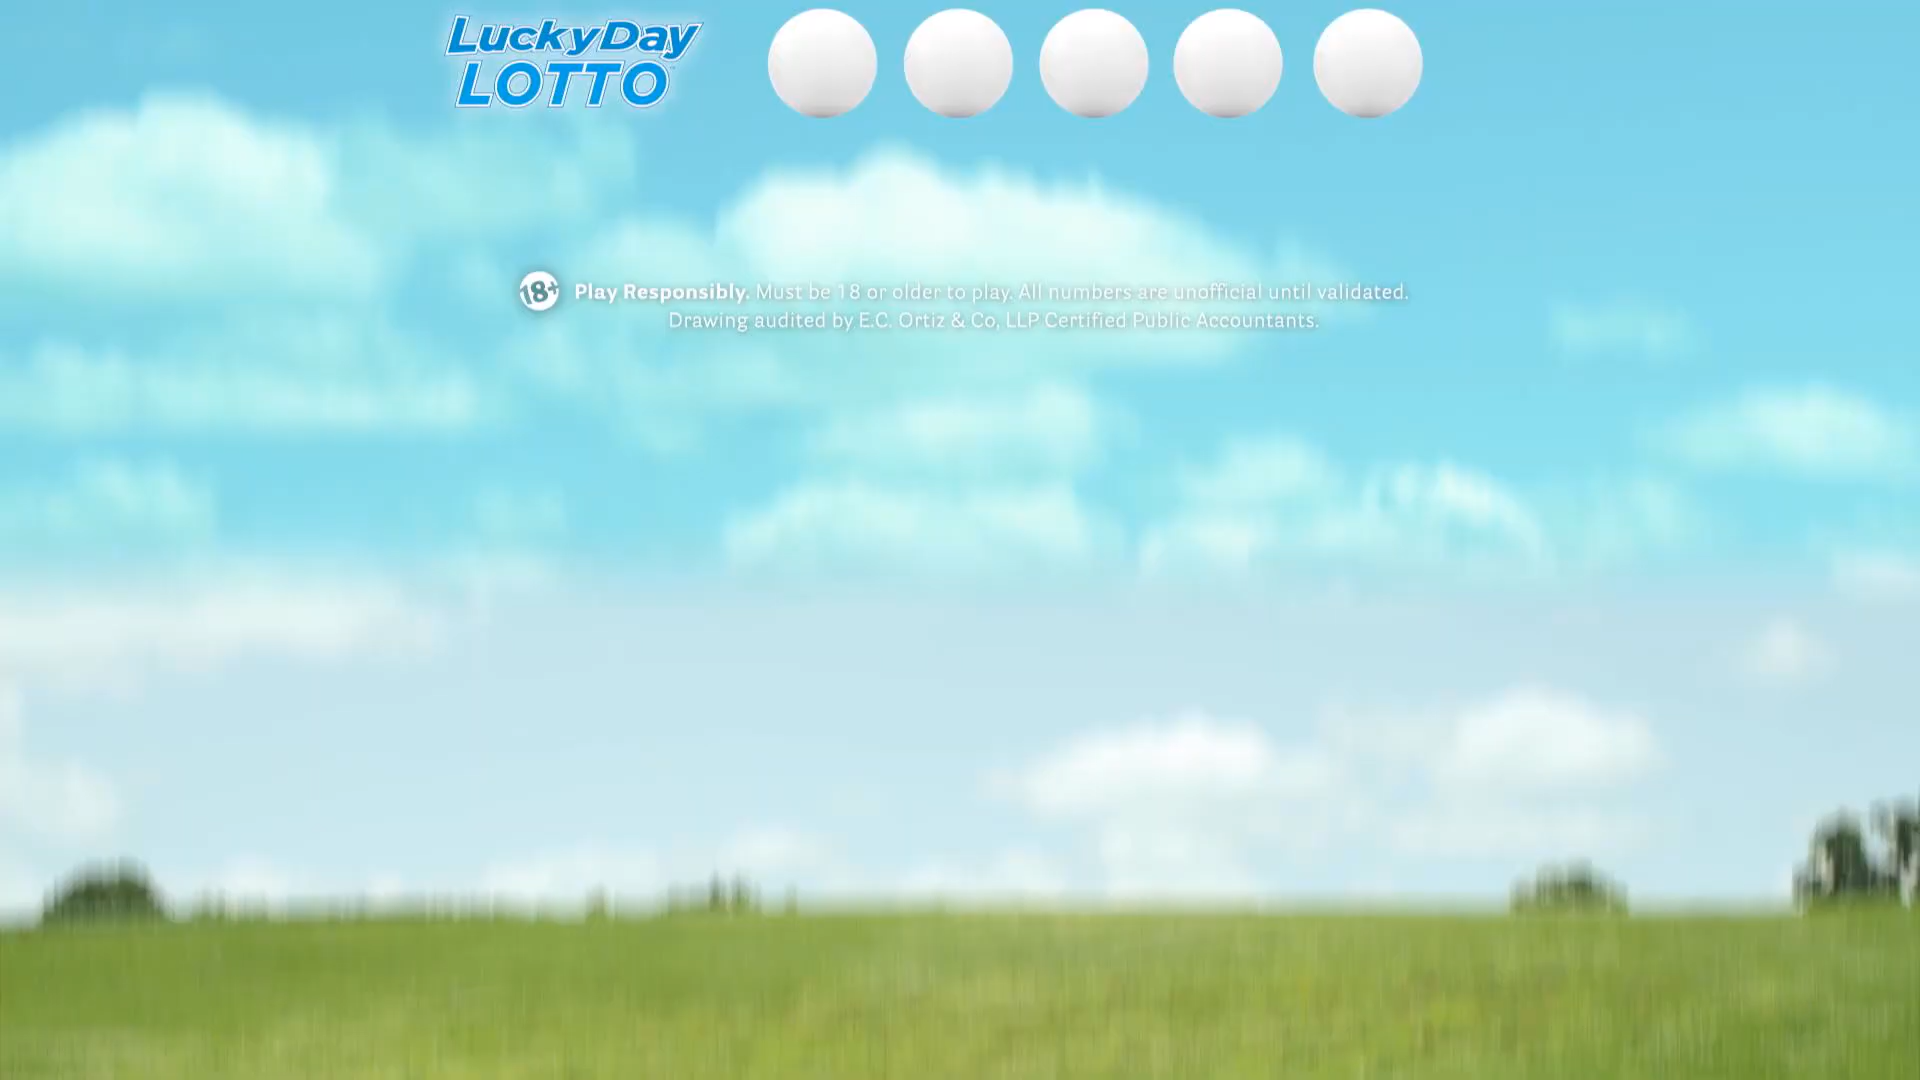 LuckyDay
LOTTO
18+ Play Responsibly. Must be 18 or older to play. All numbers are unofficial until validated.
Drawing audited by E.C. Ortiz & Co, LLP Certified Public Accountants.